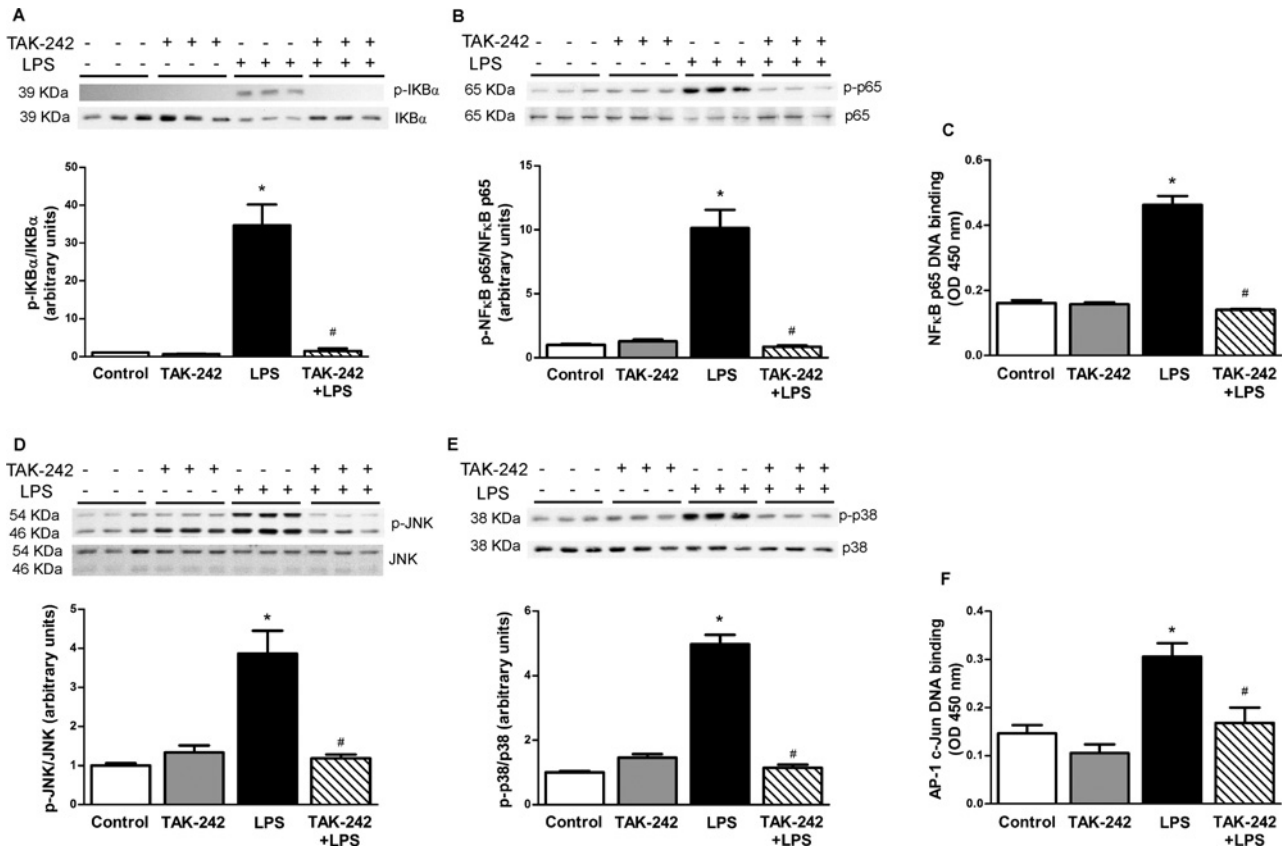 A
TAK-242 - - - + + + - - - + + +
LPS - - - - - - + + + + + +
39 KDa p-IKBα
39 KDa IKBα
p-IKBα/IKBα
(arbitrary units)
50
40
30
20
10
0
*
#
Control TAK-242 LPS TAK-242
+LPS
B
TAK-242 - - - + + + - - - + + +
LPS - - - - - - + + + + + +
65 KDa p-p65
65 KDa p65
p-NFκB p65/NFκB p65
(arbitrary units)
15
10
5
0
*
#
Control TAK-242 LPS TAK-242
+LPS
C
NFκB p65 DNA binding
(OD 450 nm)
0.6
0.4
0.2
0.0
*
#
Control TAK-242 LPS TAK-242
+LPS
D
TAK-242 - - - + + + - - - + + +
LPS - - - - - - + + + + + +
54 KDa
46 KDa p-JNK
54 KDa
46 KDa JNK
p-JNK/JNK (arbitrary units)
5
4
3
2
1
0
*
#
Control TAK-242 LPS TAK-242
+LPS
E
TAK-242 - - - + + + - - - + + +
LPS - - - - - - + + + + + +
38 KDa p-p38
38 KDa p38
p-p38/p38 (arbitrary units)
6
4
2
0
*
#
Control TAK-242 LPS TAK-242
+LPS
F
AP-1 c-Jun DNA binding
(OD 450 nm)
0.4
0.3
0.2
0.1
0.0
*
#
Control TAK-242 LPS TAK-242
+LPS